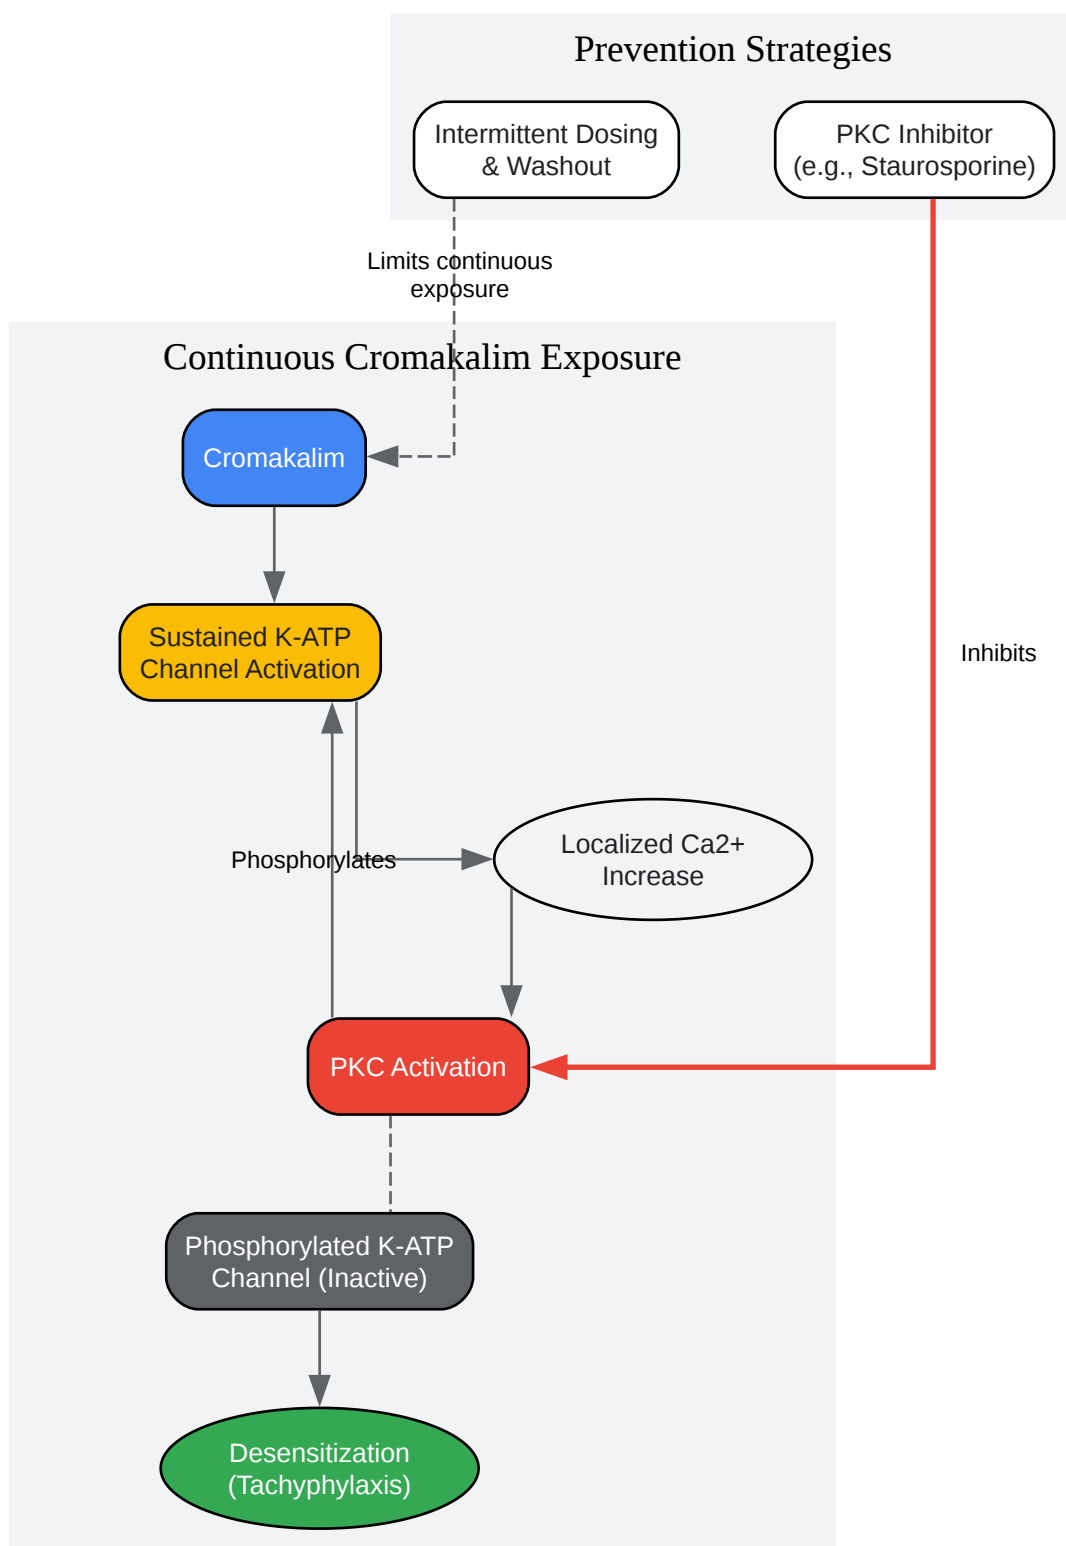 Prevention Strategies
Intermittent Dosing
& Washout
PKC Inhibitor
(e.g., Staurosporine)
Limits continuous
exposure
Continuous Cromakalim Exposure
Cromakalim
Sustained K-ATP
Channel Activation
Inhibits
Phosphorylates
Localized Ca2+
Increase
PKC Activation
Phosphorylated K-ATP
Channel (Inactive)
Desensitization
(Tachyphylaxis)